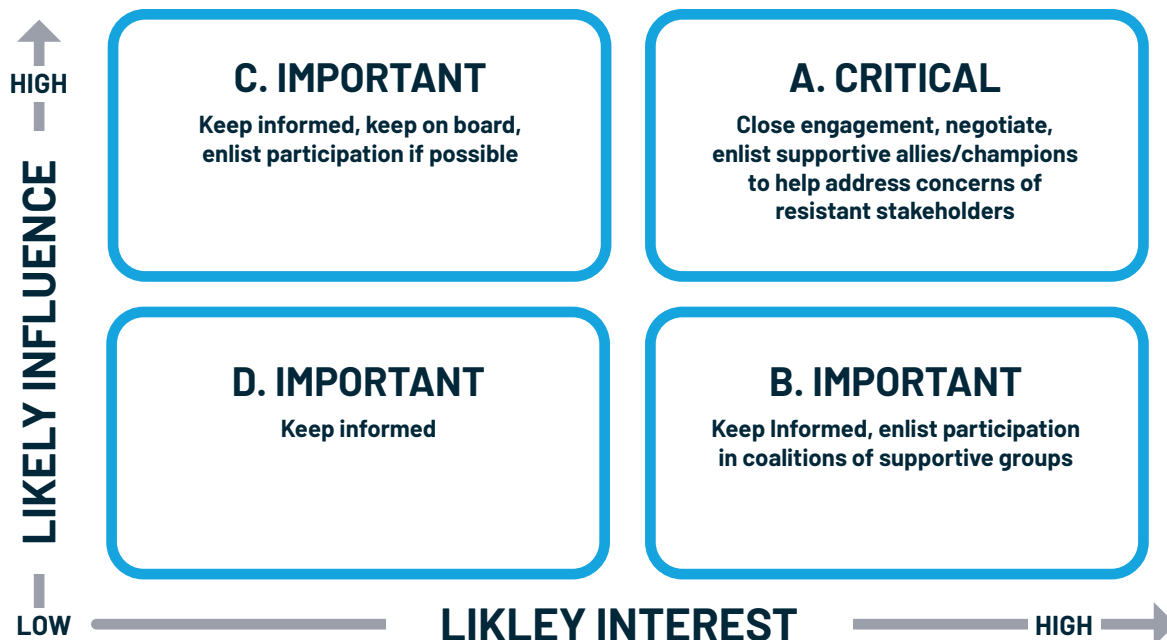 HIGH
LIKELY INFLUENCE
LOW
C. IMPORTANT
Keep informed, keep on board,
enlist participation if possible
A. CRITICAL
Close engagement, negotiate,
enlist supportive allies/champions
to help address concerns of
resistant stakeholders
D. IMPORTANT
Keep informed
B. IMPORTANT
Keep Informed, enlist participation
in coalitions of supportive groups
LIKLEY INTEREST
HIGH